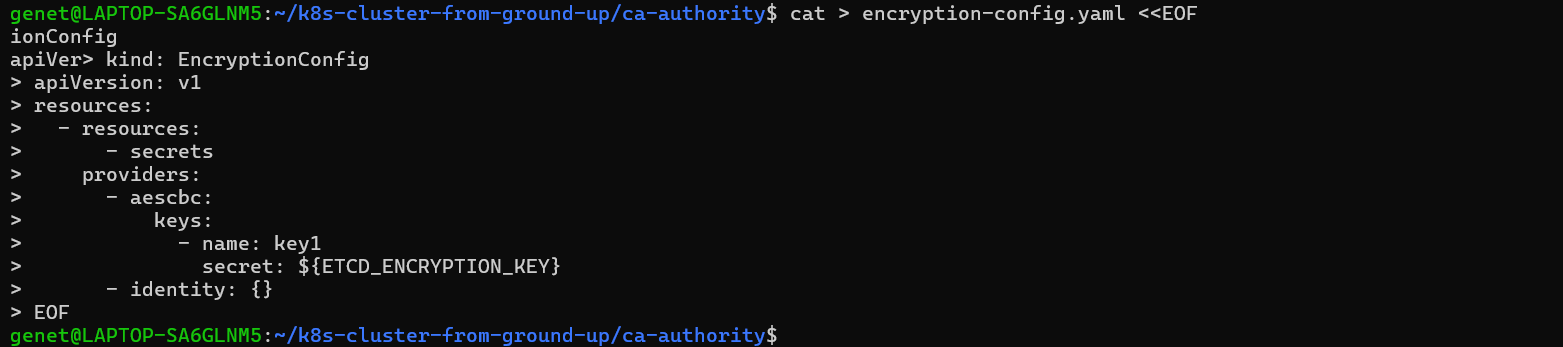 genet@LAPTOP-SA6GLNM5:~/k8s-cluster-from-ground-up/ca-authority$ cat > encryption-config.yaml <<EOF
ionConfig
apiVer> kind: EncryptionConfig
> apiVersion: v1
> resources:
>   - resources:
>       - secrets
>     providers:
>       - aescbc:
>           keys:
>             - name: key1
>               secret: ${ETCD_ENCRYPTION_KEY}
>       - identity: {}
> EOF
genet@LAPTOP-SA6GLNM5:~/k8s-cluster-from-ground-up/ca-authority$